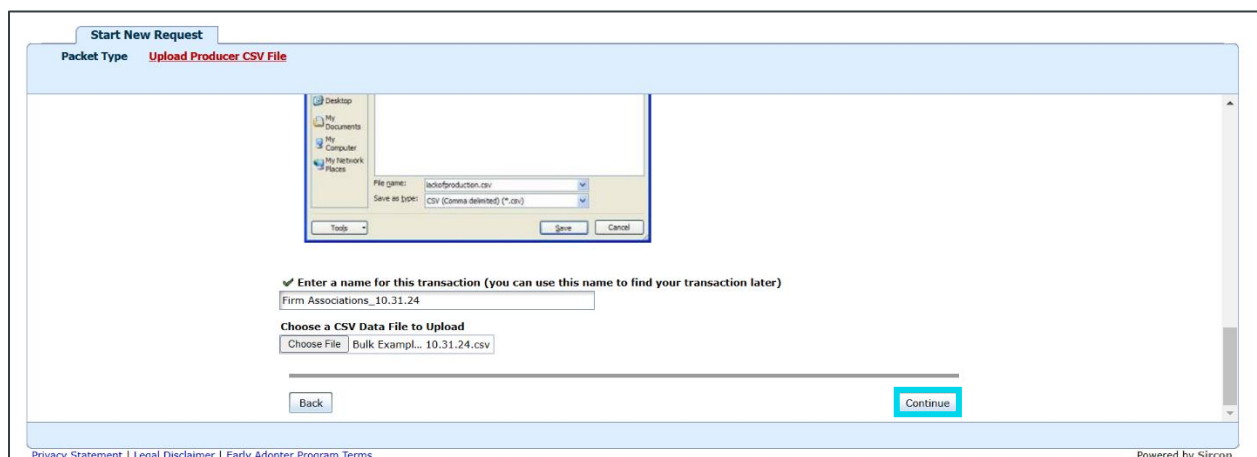 Start New Request
Packet Type Upload Producer CSV File
Desktop
My Documents
My Computer
My Network Places
File name: lackofproduction.csv
Save as type: CSV (Comma delimited) (*.csv)
Tools Save Cancel
Enter a name for this transaction (you can use this name to find your transaction later)
Firm Associations_10.31.24
Choose a CSV Data File to Upload
Choose File Bulk Exampl... 10.31.24.csv
Back Continue
Privacy Statement | Legal Disclaimer | Early Adopter Program Terms Powered by Sircon